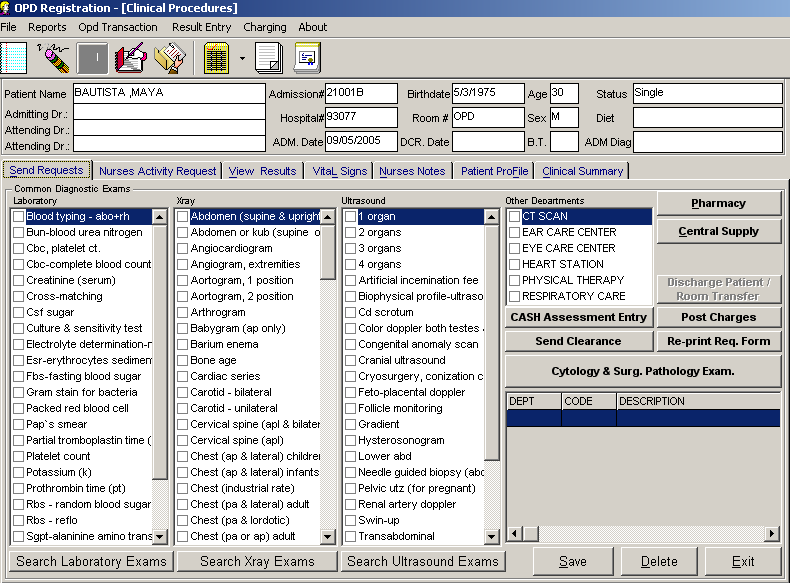 OPD Registration - [Clinical Procedures]
File Reports Opd Transaction Result Entry Charging About
Patient Name BAUTISTA ,MAYA Admission# 21001B Birthdate 5/3/1975 Age 30 Status Single
Admitting Dr.: Hospital# 93077 Room # OPD Sex M Diet
Attending Dr.:
Attending Dr.: ADM. Date 09/05/2005 DCR. Date B.T. ADM Diag
Send Requests Nurses Activity Request View Results VitaL Signs Nurses Notes Patient ProFile Clinical Summary
Common Diagnostic Exams
Laboratory
Blood typing - abo+rh
Bun-blood urea nitrogen
Cbc, platelet ct.
Cbc-complete blood count
Creatinine (serum)
Cross-matching
Csf sugar
Culture & sensitivity test
Electrolyte determination-r
Esr-erythrocytes sedimen
Fbs-fasting blood sugar
Gram stain for bacteria
Packed red blood cell
Pap`s smear
Partial tromboplastin time (
Platelet count
Potassium (k)
Prothrombin time (pt)
Rbs - random blood sugar
Rbs - reflo
Sgpt-alaninine amino trans
Search Laboratory Exams
Xray
Abdomen (supine & upright
Abdomen or kub (supine o
Angiocardiogram
Angiogram, extremities
Aortogram, 1 position
Aortogram, 2 position
Arthrogram
Babygram (ap only)
Barium enema
Bone age
Cardiac series
Carotid - bilateral
Carotid - unilateral
Cervical spine (apl & bilater
Cervical spine (apl)
Chest (ap & lateral) childrer
Chest (ap & lateral) infants
Chest (industrial rate)
Chest (pa & lateral) adult
Chest (pa & lordotic)
Chest (pa or ap) adult
Search Xray Exams
Ultrasound
1 organ
2 organs
3 organs
4 organs
Artificial incemination fee
Biophysical profile-ultraso
Cd scrotum
Color doppler both testes
Congenital anomaly scan
Cranial ultrasound
Cryosurgery, conization c
Feto-placental doppler
Follicle monitoring
Gradient
Hysterosonogram
Lower abd
Needle guided biopsy (abc
Pelvic utz (for pregnant)
Renal artery doppler
Swin-up
Transabdominal
Search Ultrasound Exams
Other Departments
CT SCAN
EAR CARE CENTER
EYE CARE CENTER
HEART STATION
PHYSICAL THERAPY
RESPIRATORY CARE
Pharmacy
Central Supply
Discharge Patient /
Room Transfer
CASH Assessment Entry Post Charges
Send Clearance Re-print Req. Form
Cytology & Surg. Pathology Exam.
DEPT CODE DESCRIPTION
Save Delete Exit